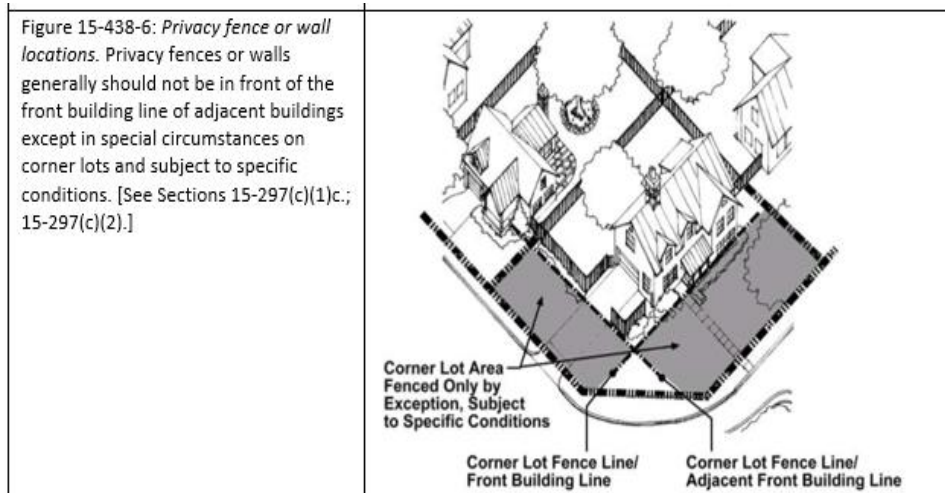 Figure 15-438-6: Privacy fence or wall
locations. Privacy fences or walls
generally should not be in front of the
front building line of adjacent buildings
except in special circumstances on
corner lots and subject to specific
conditions. [See Sections 15-297(c)(1)c.;
15-297(c)(2).]
Corner Lot Area
Fenced Only by
Exception, Subject
to Specific Conditions
Corner Lot Fence Line/
Front Building Line
Corner Lot Fence Line/
Adjacent Front Building Line